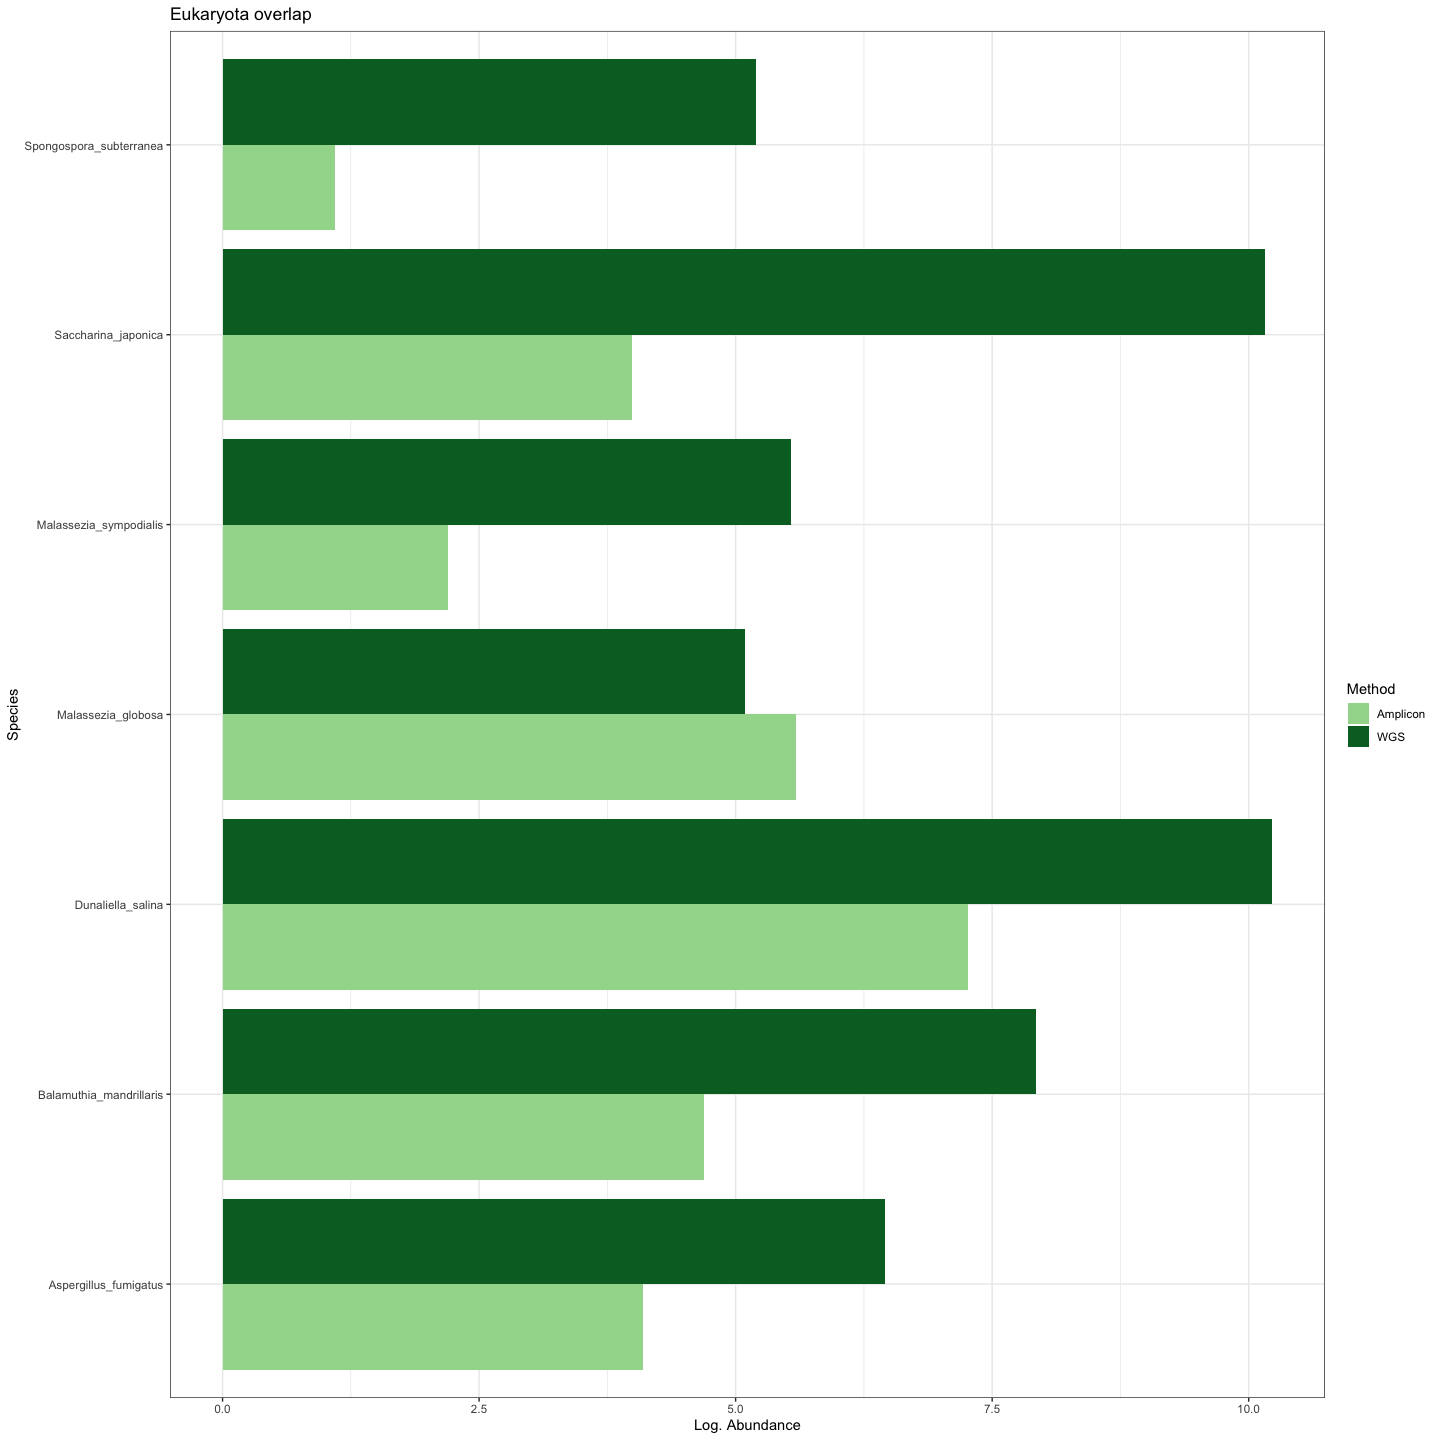 Eukaryota overlap
Spongospora_subterranea
Saccharina_japonica
Malassezia_sympodialis
Malassezia_globosa
Dunaliella_salina
Balamuthia_mandrillaris
Aspergillus_fumigatus
Species
0.0 2.5 5.0 7.5 10.0
Log. Abundance
Method
Amplicon
WGS